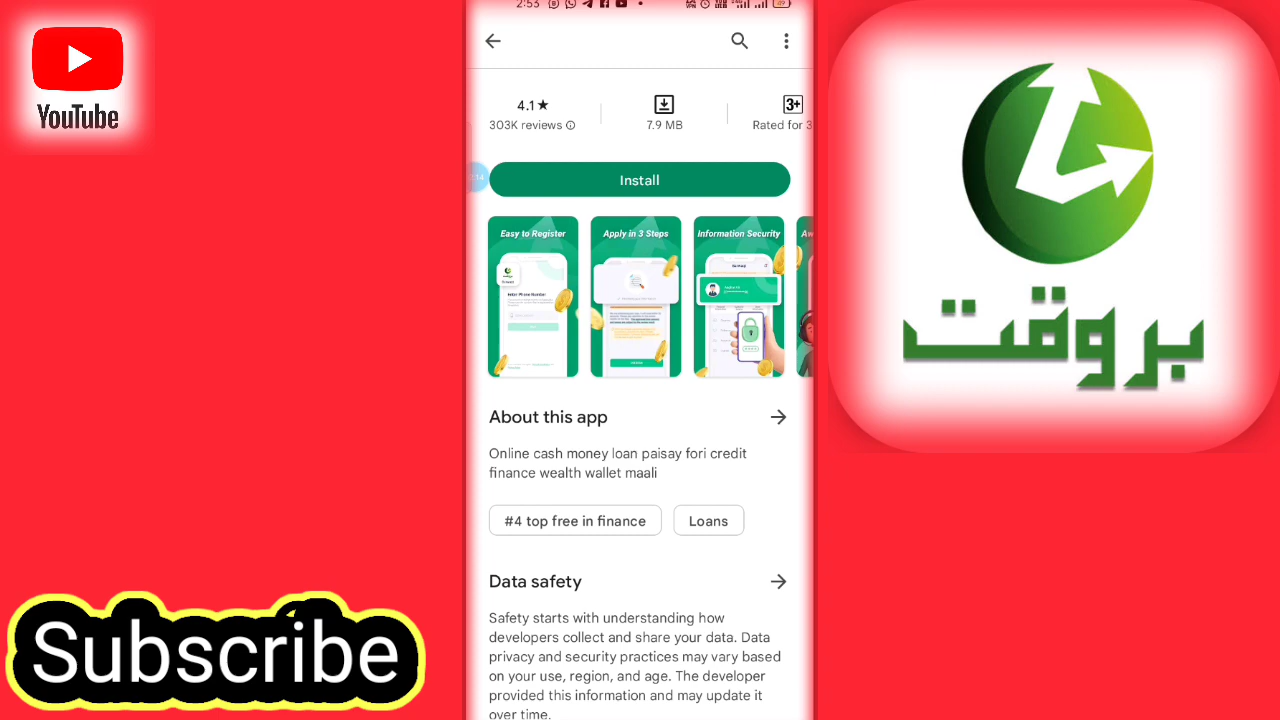 YouTube
2:53
49
4.1★
303K reviews
7.9 MB
3+
Rated for 3
Install
Easy to Register
Apply in 3 Steps
Information Security
About this app
Online cash money loan paisay fori credit
finance wealth wallet maali
#4 top free in finance
Loans
Data safety
Safety starts with understanding how
developers collect and share your data. Data
privacy and security practices may vary based
on your use, region, and age. The developer
provided this information and may update it
over time.
بروقت
Subscribe